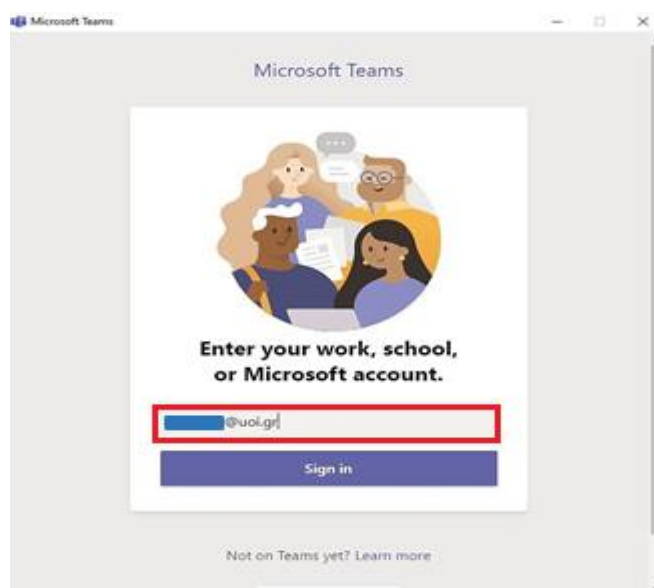 Microsoft Teams
Microsoft Teams
Enter your work, school,
or Microsoft account.
@uoi.gr
Sign in
Not on Teams yet? Learn more